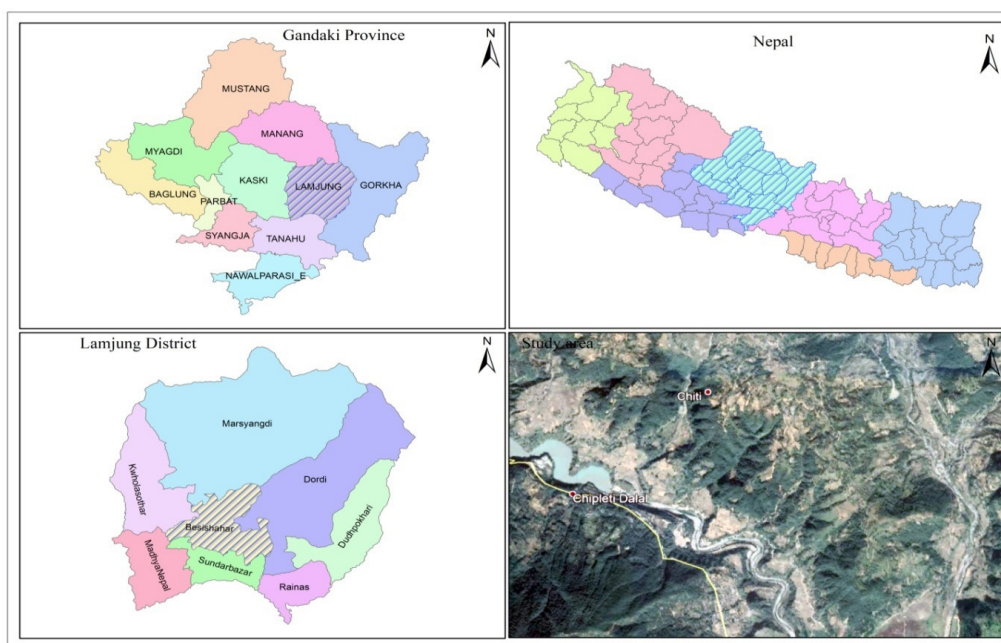 Gandaki Province
N
MUSTANG
MANANG
MYAGDI
KASKI
LAMJUNG
GORKHA
BAGLUNG
PARBAT
SYANGJA
TANAHU
NAWALPARASI_E
Nepal
N
Lamjung District
N
Marsyangdi
Kwholasothar
Dordi
Besishahar
Dudhpokhari
MadhyaNepal
Sundarbazar
Rainas
Study area
N
Chiti
Chipleti Dalal